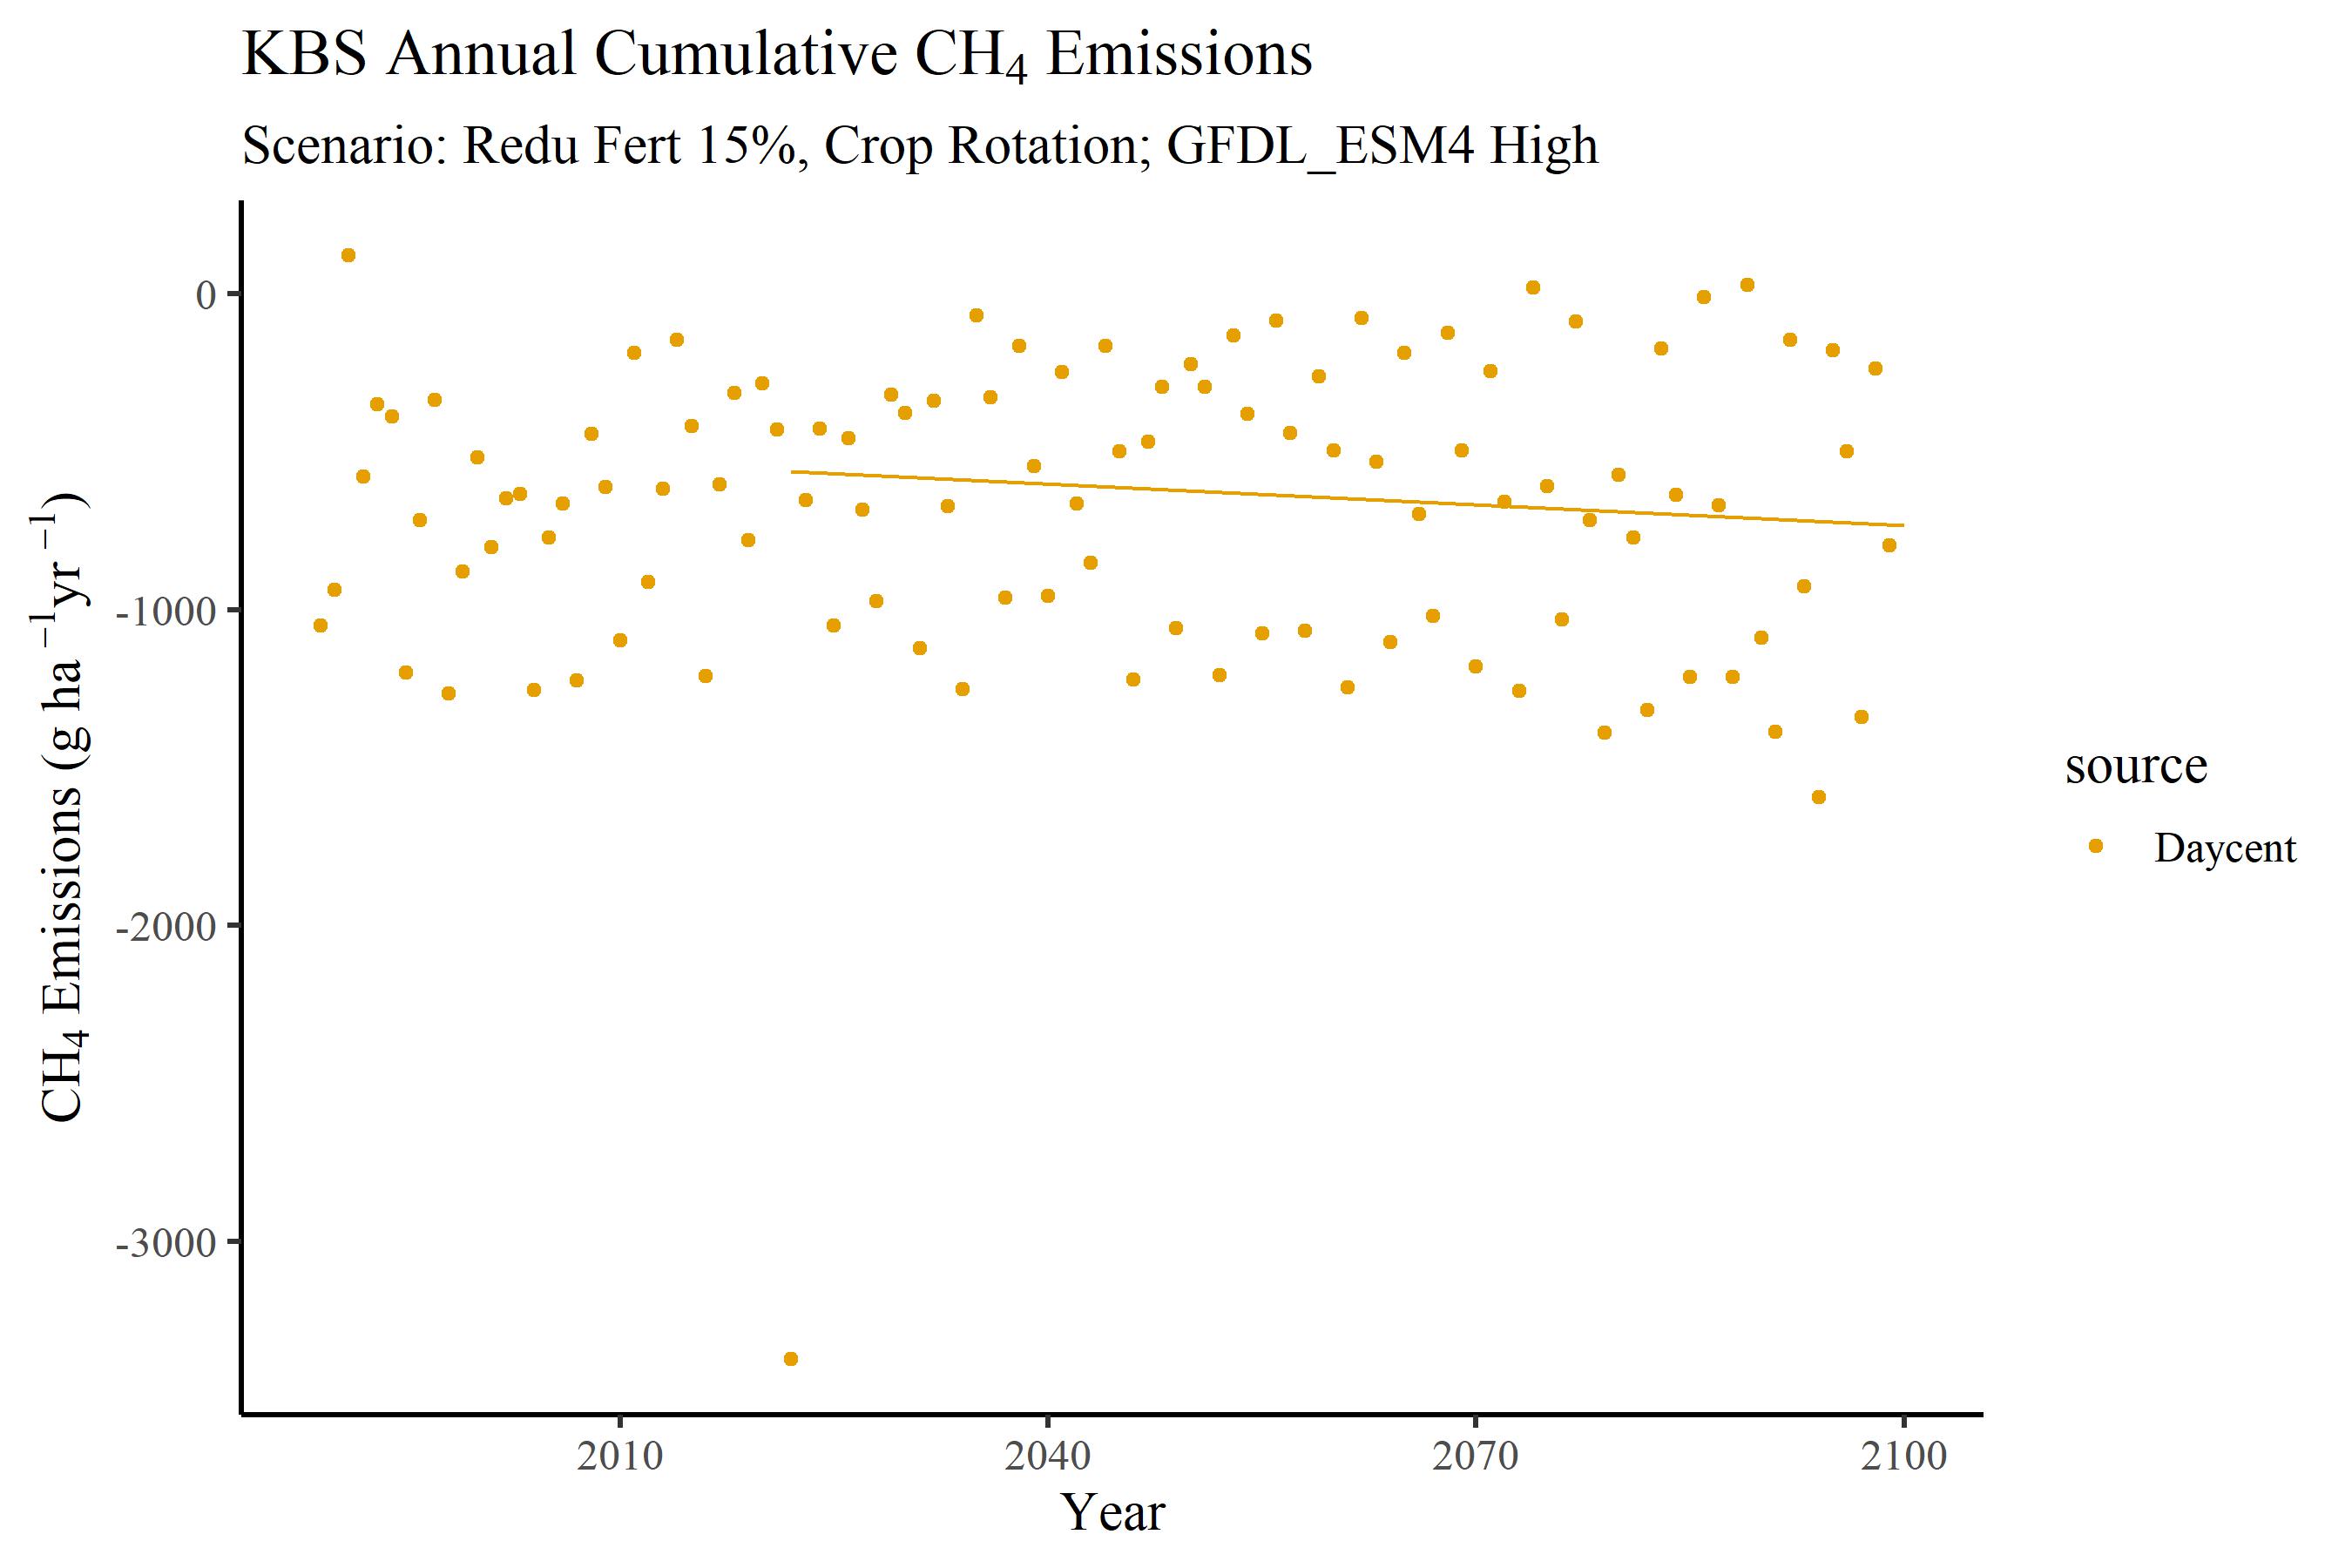 KBS Annual Cumulative CH₄ Emissions
Scenario: Redu Fert 15%, Crop Rotation; GFDL_ESM4 High
CH₄ Emissions (g ha⁻¹yr⁻¹)
0
-1000
-2000
-3000
2010 2040 2070 2100
Year
source
Daycent